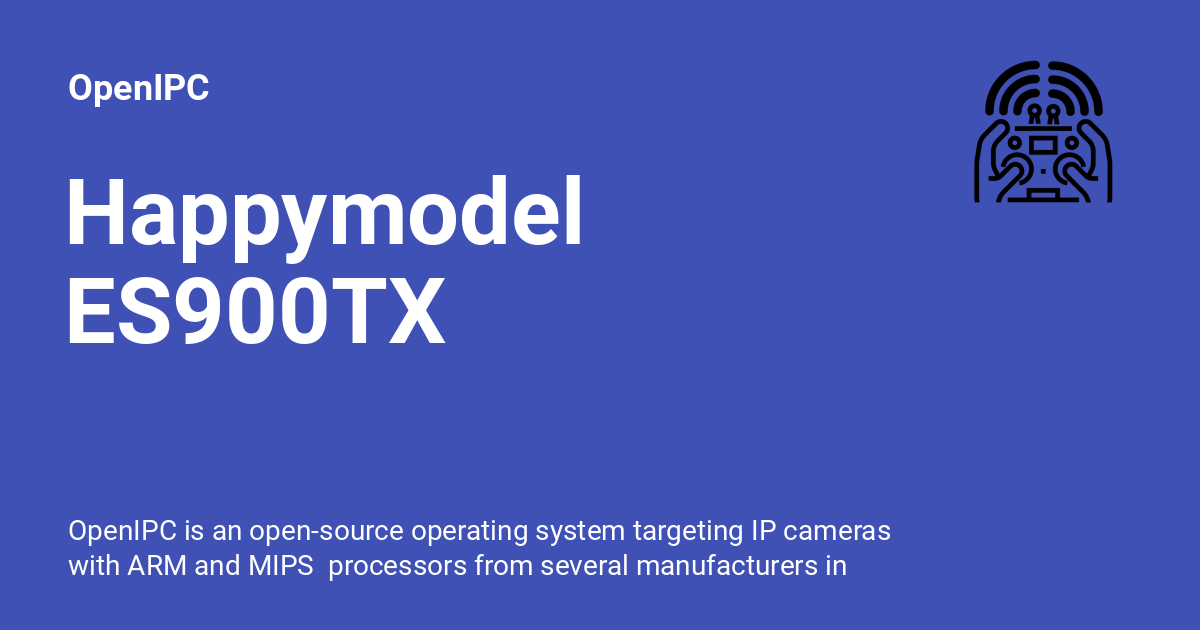 OpenIPC
Happymodel
ES900TX
OpenIPC is an open-source operating system targeting IP cameras
with ARM and MIPS  processors from several manufacturers in